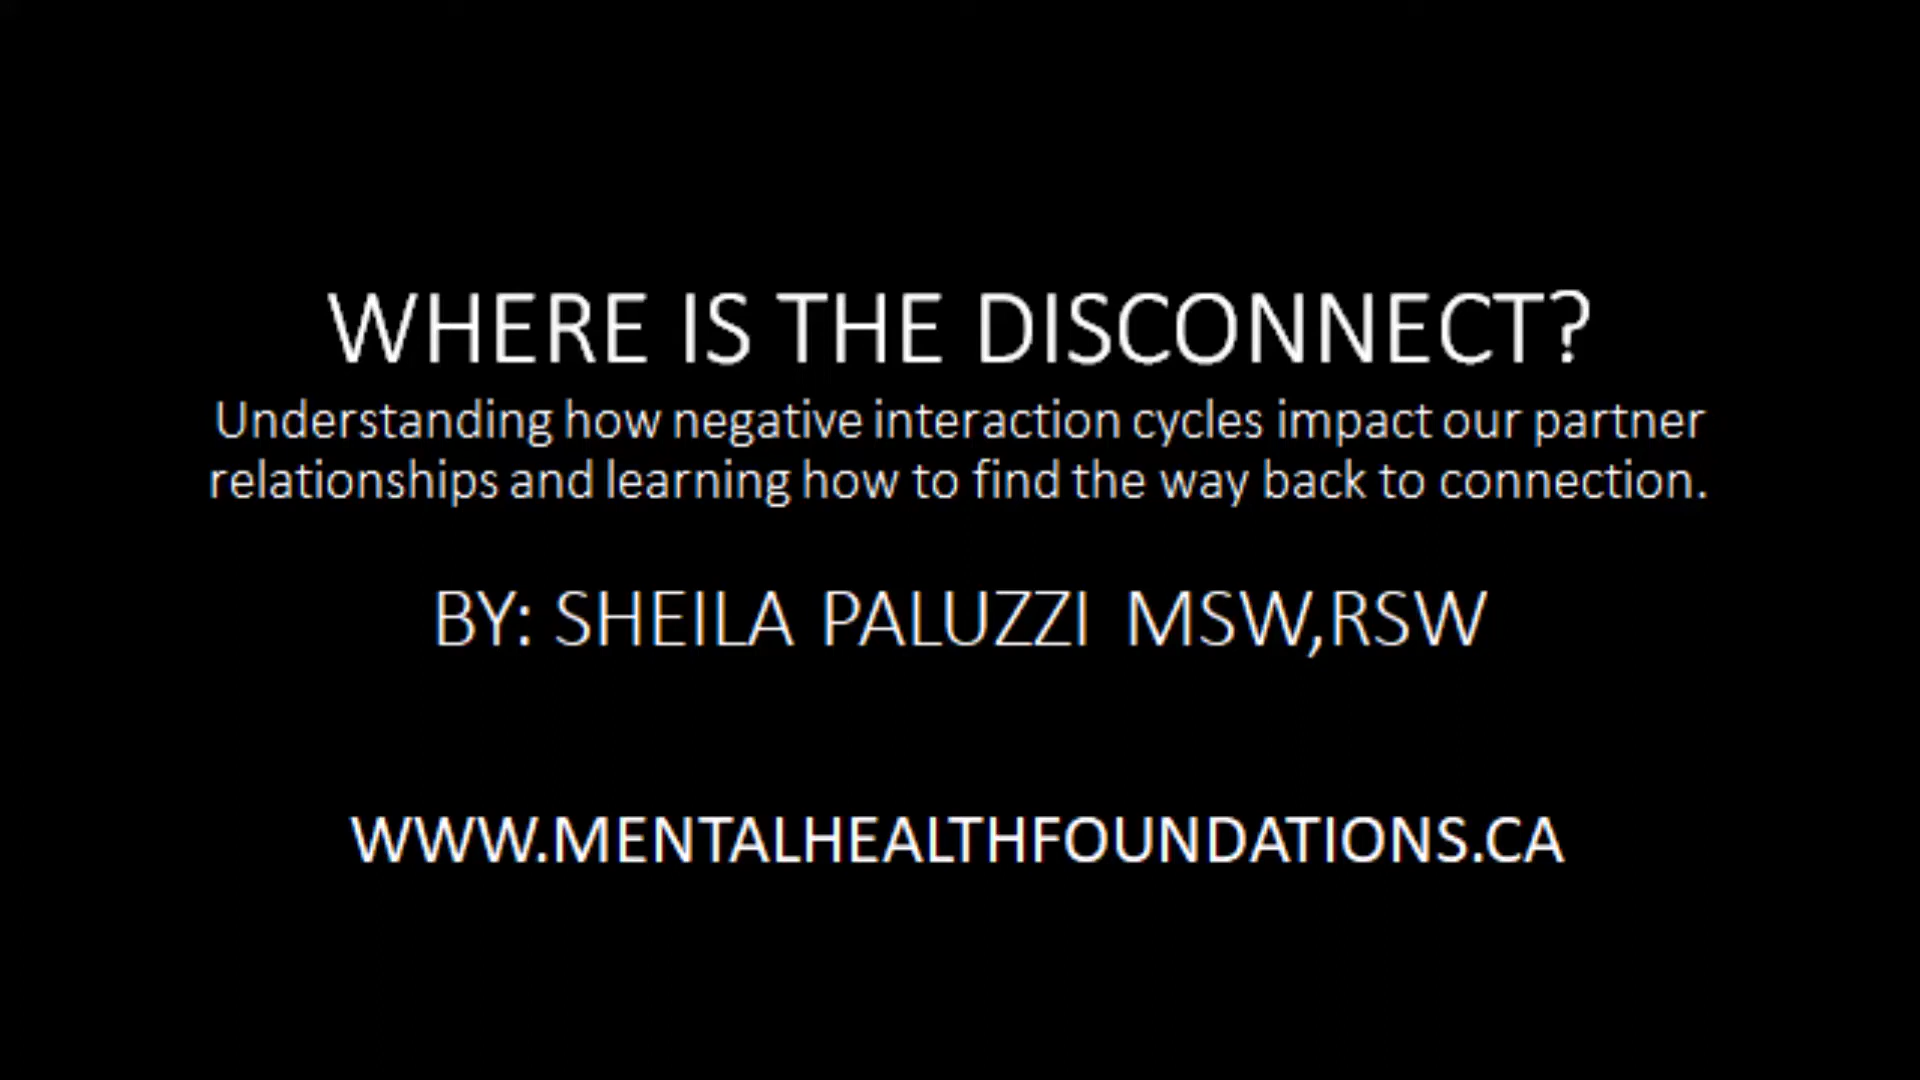 WHERE IS THE DISCONNECT?
Understanding how negative interaction cycles impact our partner
relationships and learning how to find the way back to connection.
BY: SHEILA PALUZZI MSW,RSW
WWW.MENTALHEALTHFOUNDATIONS.CA